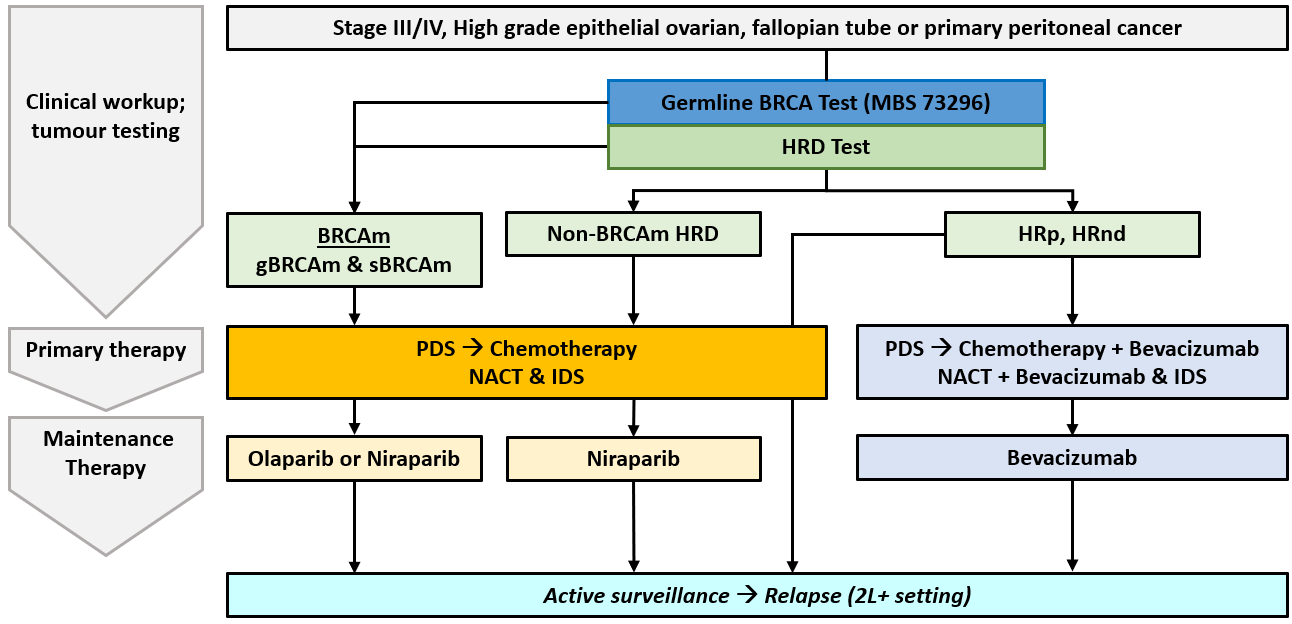 Stage III/IV, High grade epithelial ovarian, fallopian tube or primary peritoneal cancer
Clinical workup;
tumour testing
Germline BRCA Test (MBS 73296)
HRD Test
BRCAm
gBRCAm & sBRCAm
Non-BRCAm HRD
HRp, HRnd
Primary therapy
PDS → Chemotherapy
NACT & IDS
PDS → Chemotherapy + Bevacizumab
NACT + Bevacizumab & IDS
Maintenance
Therapy
Olaparib or Niraparib
Niraparib
Bevacizumab
Active surveillance → Relapse (2L+ setting)